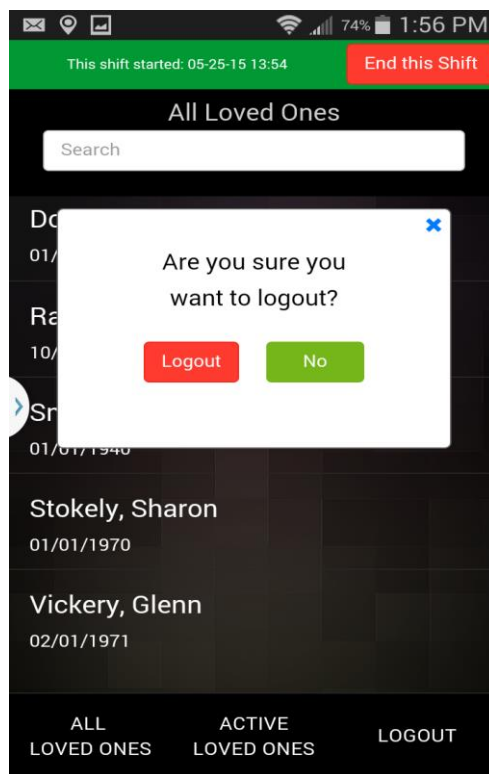 74% 1:56 PM
This shift started: 05-25-15 13:54
End this Shift
All Loved Ones
Search
Are you sure you
want to logout?
Logout
No
Stokely, Sharon
01/01/1970
Vickery, Glenn
02/01/1971
ALL
LOVED ONES
ACTIVE
LOVED ONES
LOGOUT